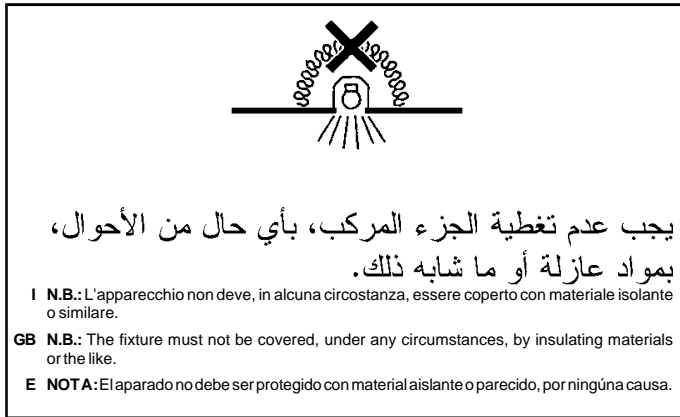 يجب عدم تغطية الجزء المركب، بأي حال من الأحوال،
بمواد عازلة أو ما شابه ذلك.
I N.B.: L'apparecchio non deve, in alcuna circostanza, essere coperto con materiale isolante
o similare.
GB N.B.: The fixture must not be covered, under any circumstances, by insulating materials
or the like.
E NOTA: El aparado no debe ser protegido con material aislante o parecido, por ningúna causa.